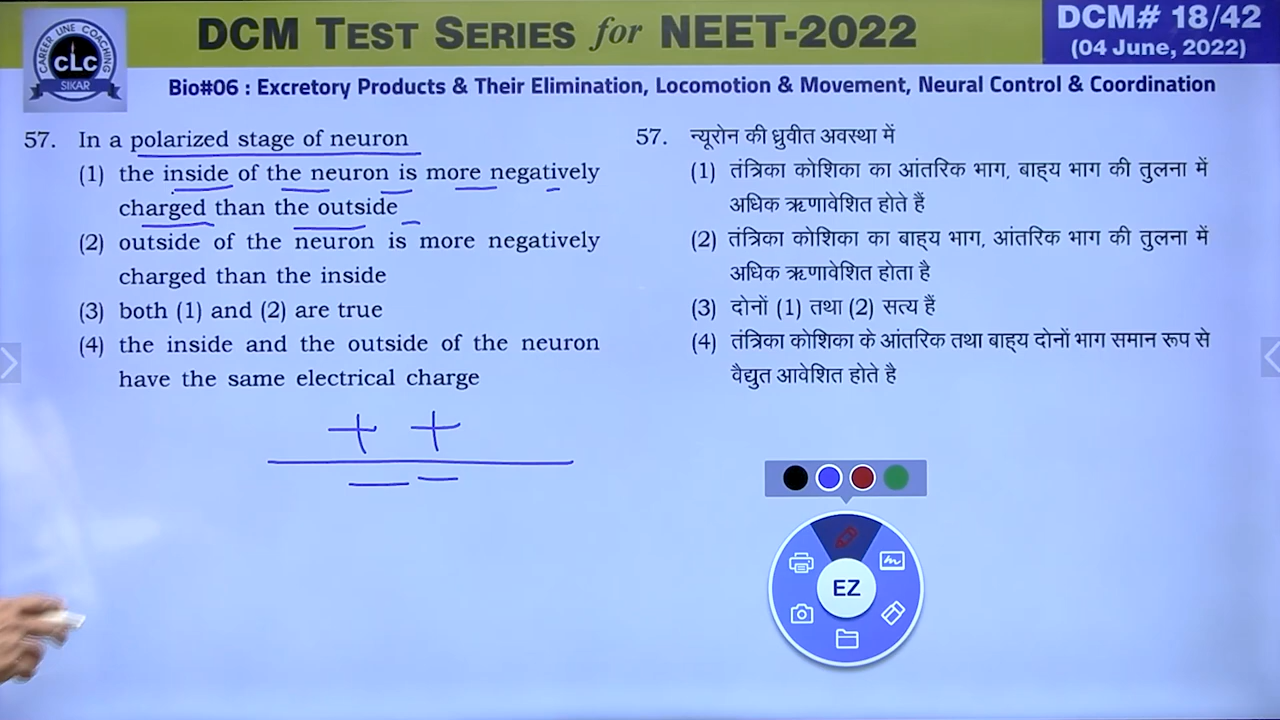 CAREER LINE COACHING
CLC
SIKAR
DCM TEST SERIES for NEET-2022
DCM# 18/42
(04 June, 2022)
Bio#06 : Excretory Products & Their Elimination, Locomotion & Movement, Neural Control & Coordination
57. In a polarized stage of neuron
(1) the inside of the neuron is more negatively
charged than the outside
(2) outside of the neuron is more negatively
charged than the inside
(3) both (1) and (2) are true
(4) the inside and the outside of the neuron
have the same electrical charge
+ +
— —
57. न्यूरोन की ध्रुवीत अवस्था में
(1) तंत्रिका कोशिका का आंतरिक भाग, बाह्य भाग की तुलना में
अधिक ऋणावेशित होते हैं
(2) तंत्रिका कोशिका का बाह्य भाग, आंतरिक भाग की तुलना में
अधिक ऋणावेशित होता है
(3) दोनों (1) तथा (2) सत्य हैं
(4) तंत्रिका कोशिका के आंतरिक तथा बाह्य दोनों भाग समान रूप से
वैद्युत आवेशित होते है
EZ